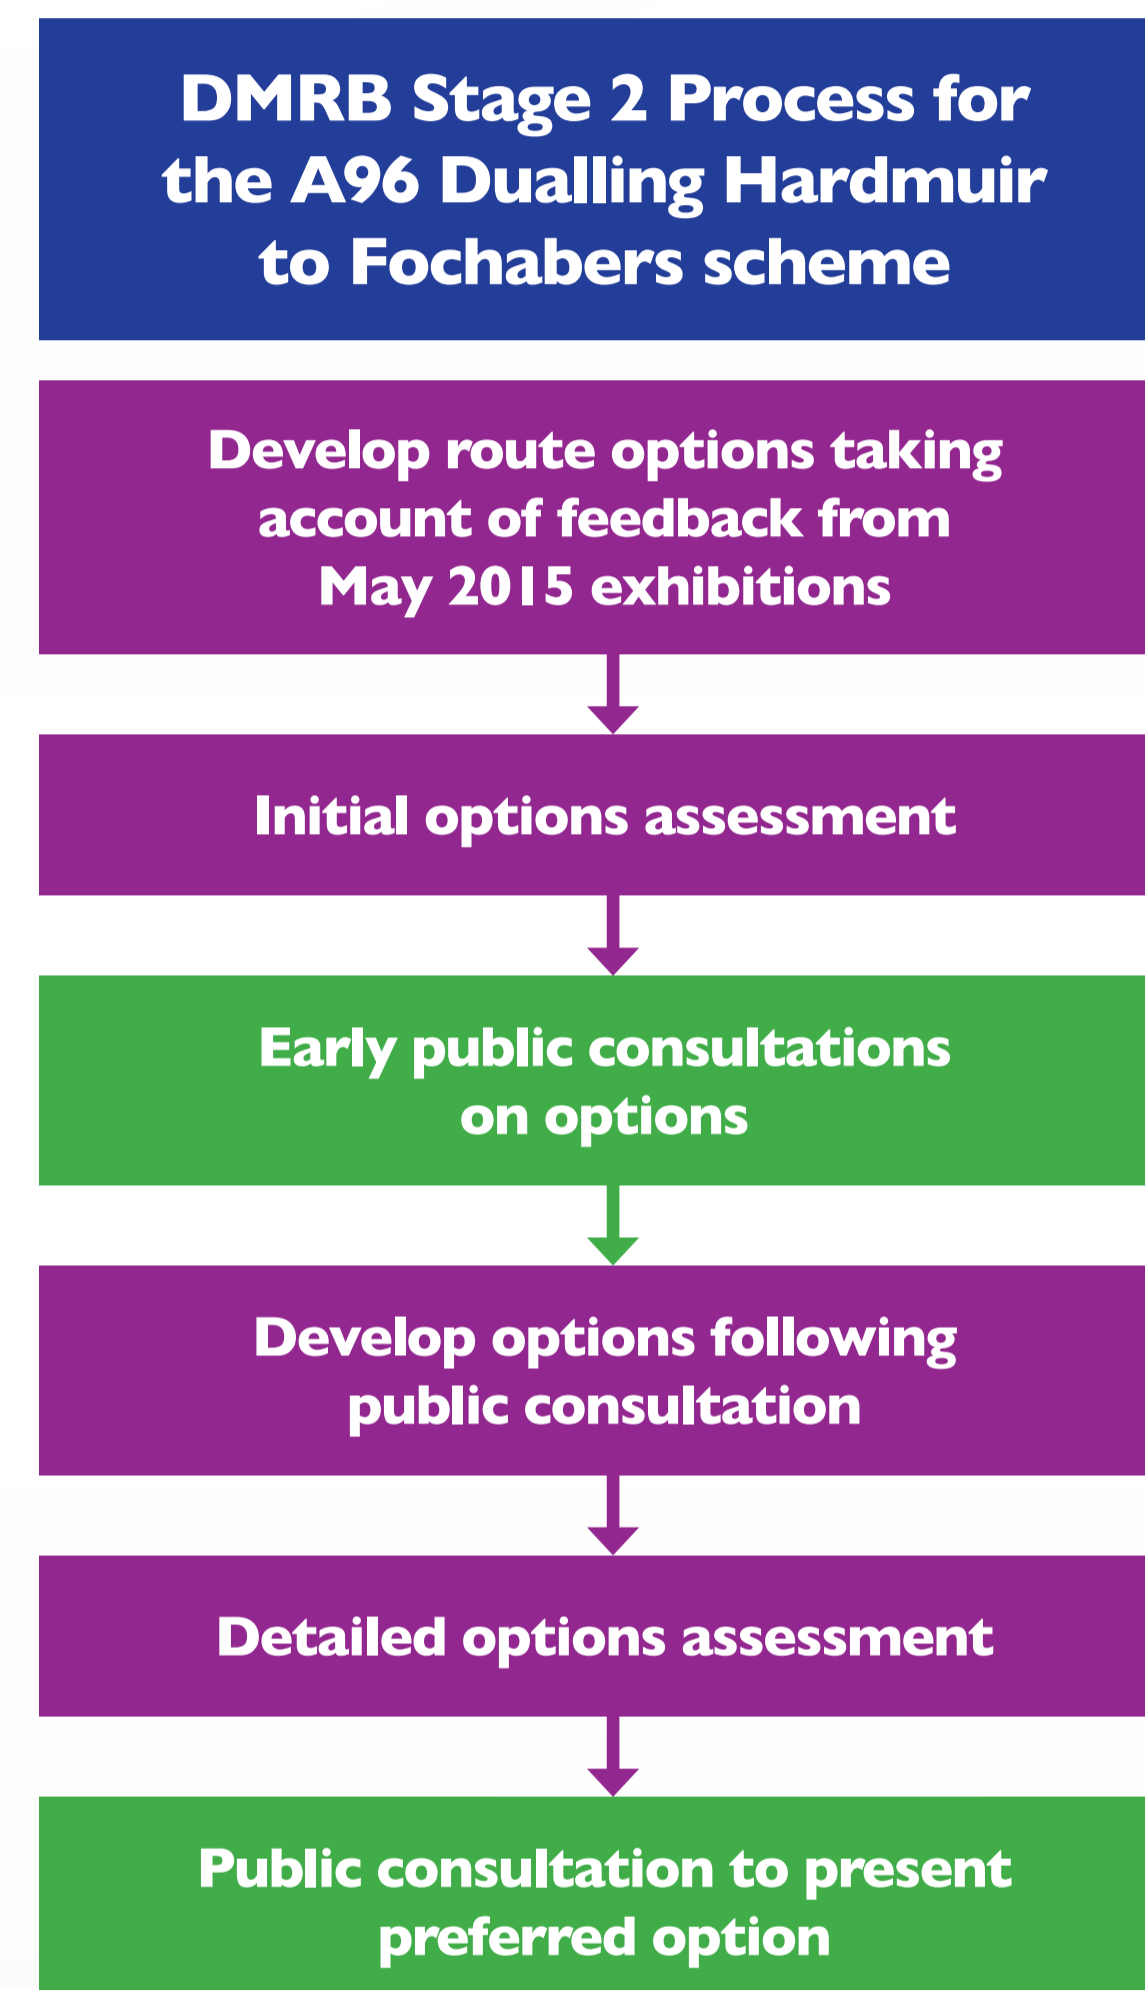 DMRB Stage 2 Process for
the A96 Dualling Hardmuir
to Fochabers scheme
Develop route options taking
account of feedback from
May 2015 exhibitions
Initial options assessment
Early public consultations
on options
Develop options following
public consultation
Detailed options assessment
Public consultation to present
preferred option